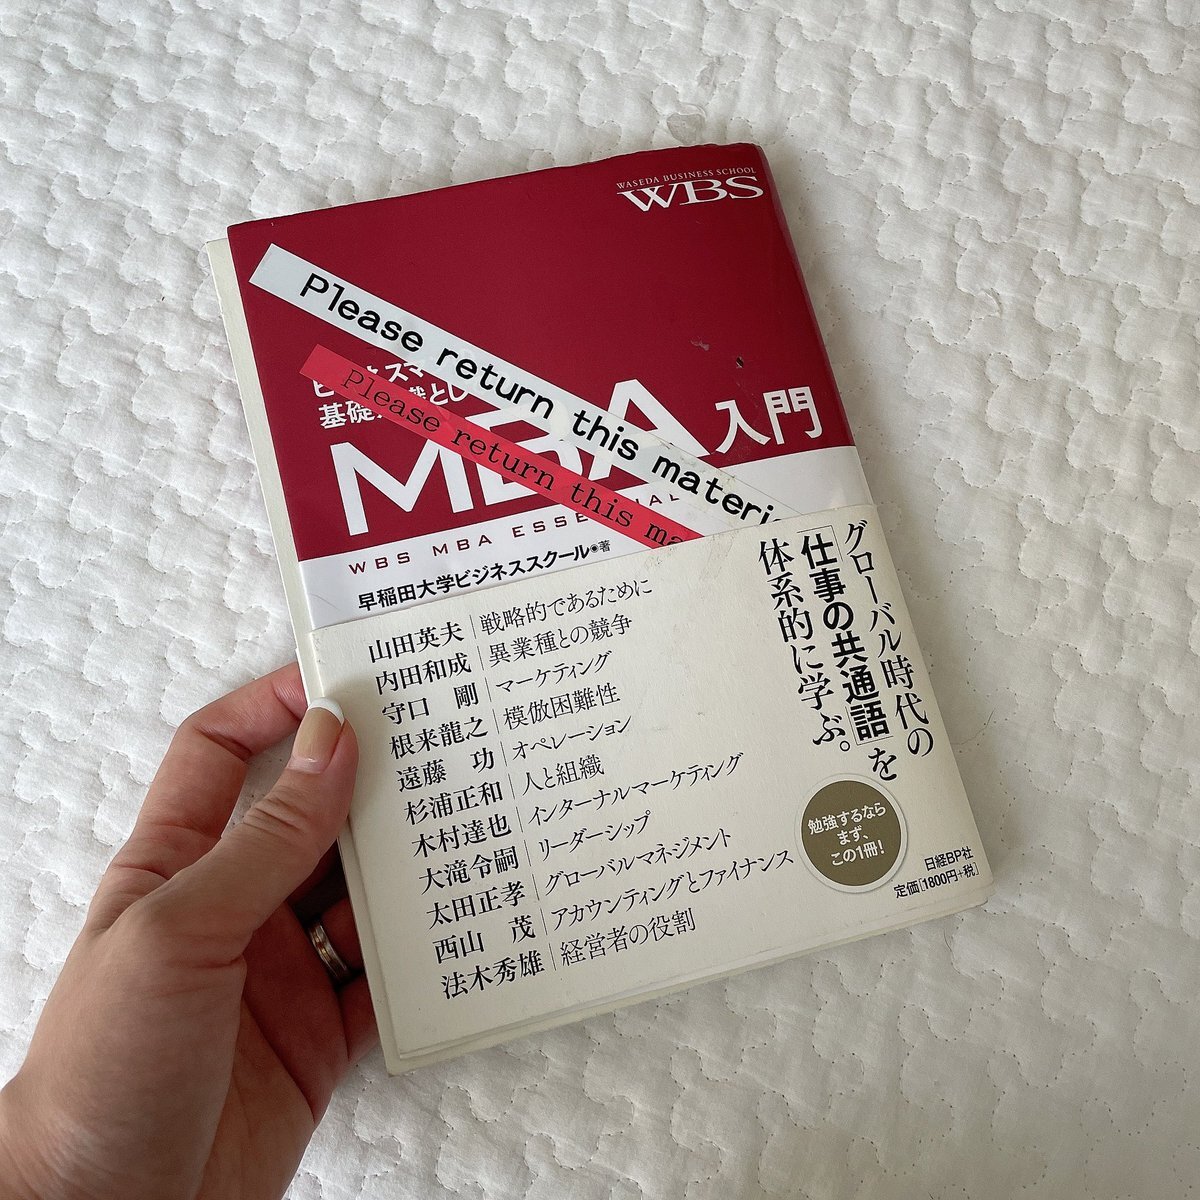 WASEDA BUSINESS SCHOOL
WBS
Please return this materi
Please return this ma
基礎
MBA入門
WBS MBA
早稲田大学ビジネススクール●著
山田英夫 戦略的であるために
内田和成 異業種との競争
守口 剛 マーケティング
根来龍之 模倣困難性
遠藤 功 オペレーション
杉浦正和 人と組織
木村達也 インターナルマーケティング
大滝令嗣 リーダーシップ
太田正孝 グローバルマネジメント
西山 茂 アカウンティングとファイナンス
法木秀雄 経営者の役割
グローバル時代の
「仕事の共通語」を
体系的に学ぶ。
勉強するなら
まず、
この1冊!
日経BP社
定価[1800円+税]